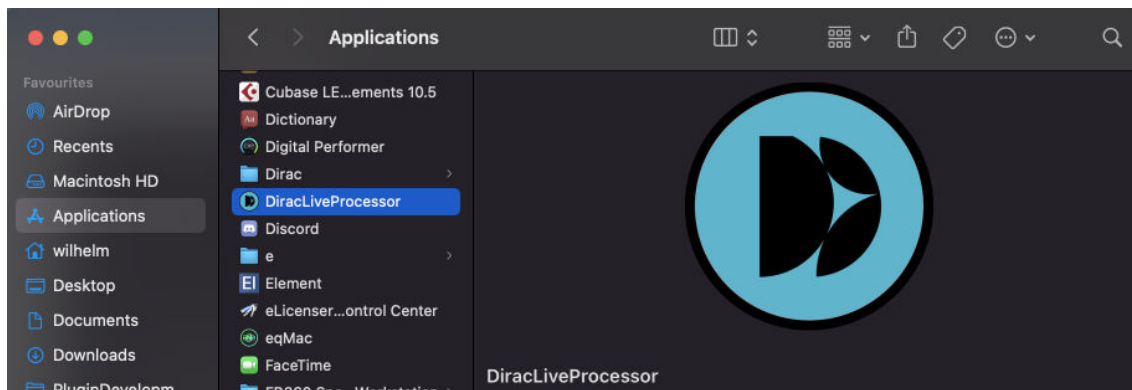 Applications
Favourites
AirDrop
Recents
Macintosh HD
Applications
wilhelm
Desktop
Documents
Downloads
Cubase LE...ements 10.5
Dictionary
Digital Performer
Dirac
DiracLiveProcessor
Discord
e
Element
eLicenser...ontrol Center
eqMac
FaceTime
DiracLiveProcessor